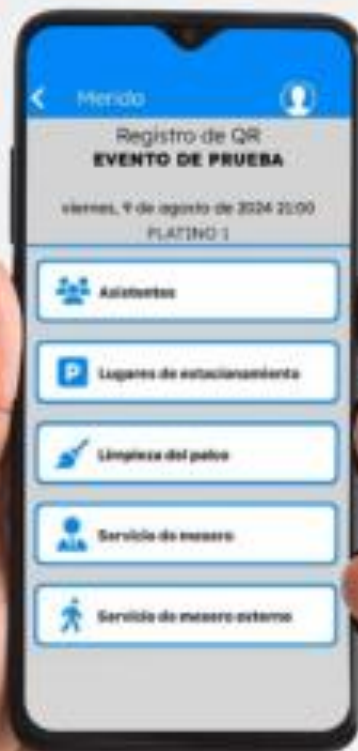 Merido
Registro de QR
EVENTO DE PRUEBA
viernes, 9 de agosto de 2024 21:00
PLATINO 1
Asistentes
P Lugares de estacionamiento
Limpieza del palco
Servicio de mesero
Servicio de mesero externo